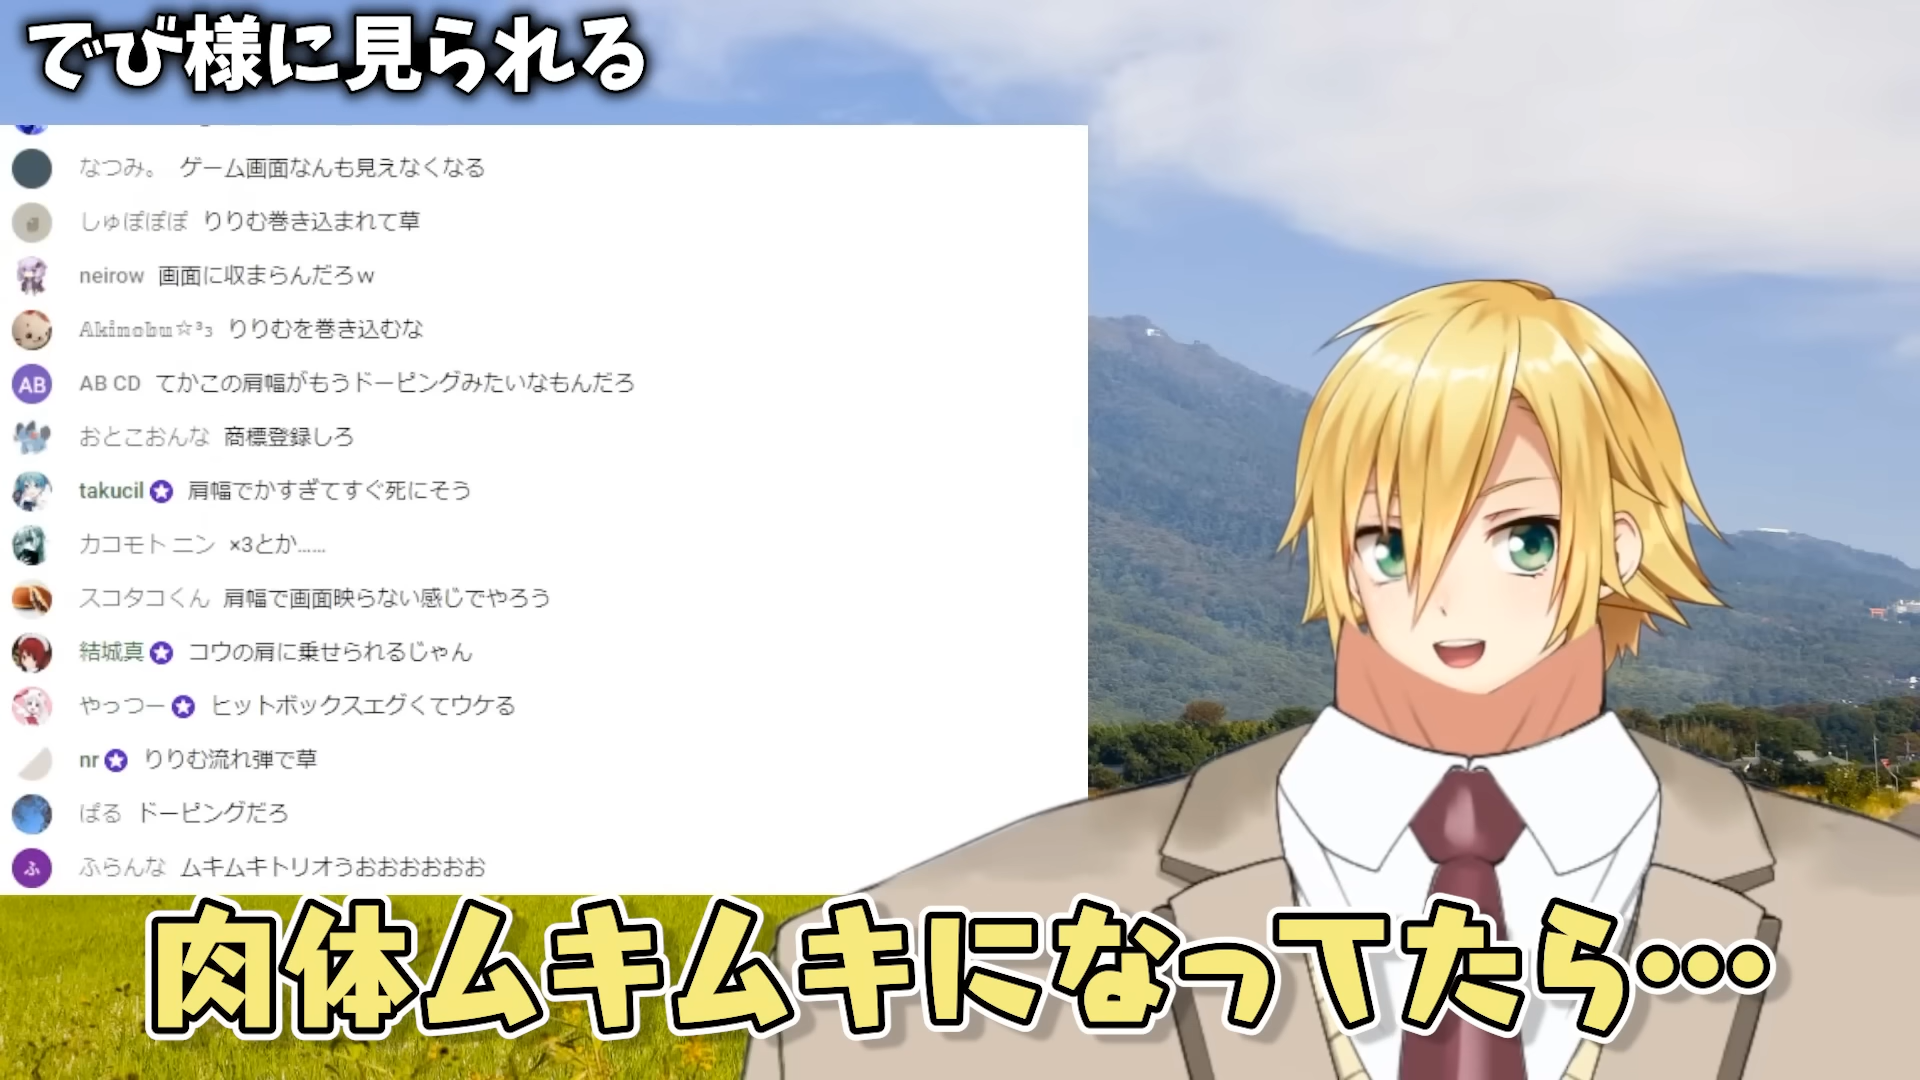 でび様に見られる
なつみ。 ゲーム画面なんも見えなくなる
しゅぽぽぽ りりむ巻き込まれて草
neirow 画面に収まらんだろｗ
𝔸𝕜𝕚𝕟𝕠𝕓𝕦☆³₃ りりむを巻き込むな
AB
AB CD てかこの肩幅がもうドーピングみたいなもんだろ
おとこおんな 商標登録しろ
takucil 肩幅でかすぎてすぐ死にそう
カコモト ニン ×3とか......
スコタコくん 肩幅で画面映らない感じでやろう
結城真 コウの肩に乗せられるじゃん
やっつー ヒットボックスエグくてウケる
nr りりむ流れ弾で草
ぱる ドーピングだろ
ふ
ふらんな ムキムキトリオうおおおおおお
肉体ムキムキになってたら…